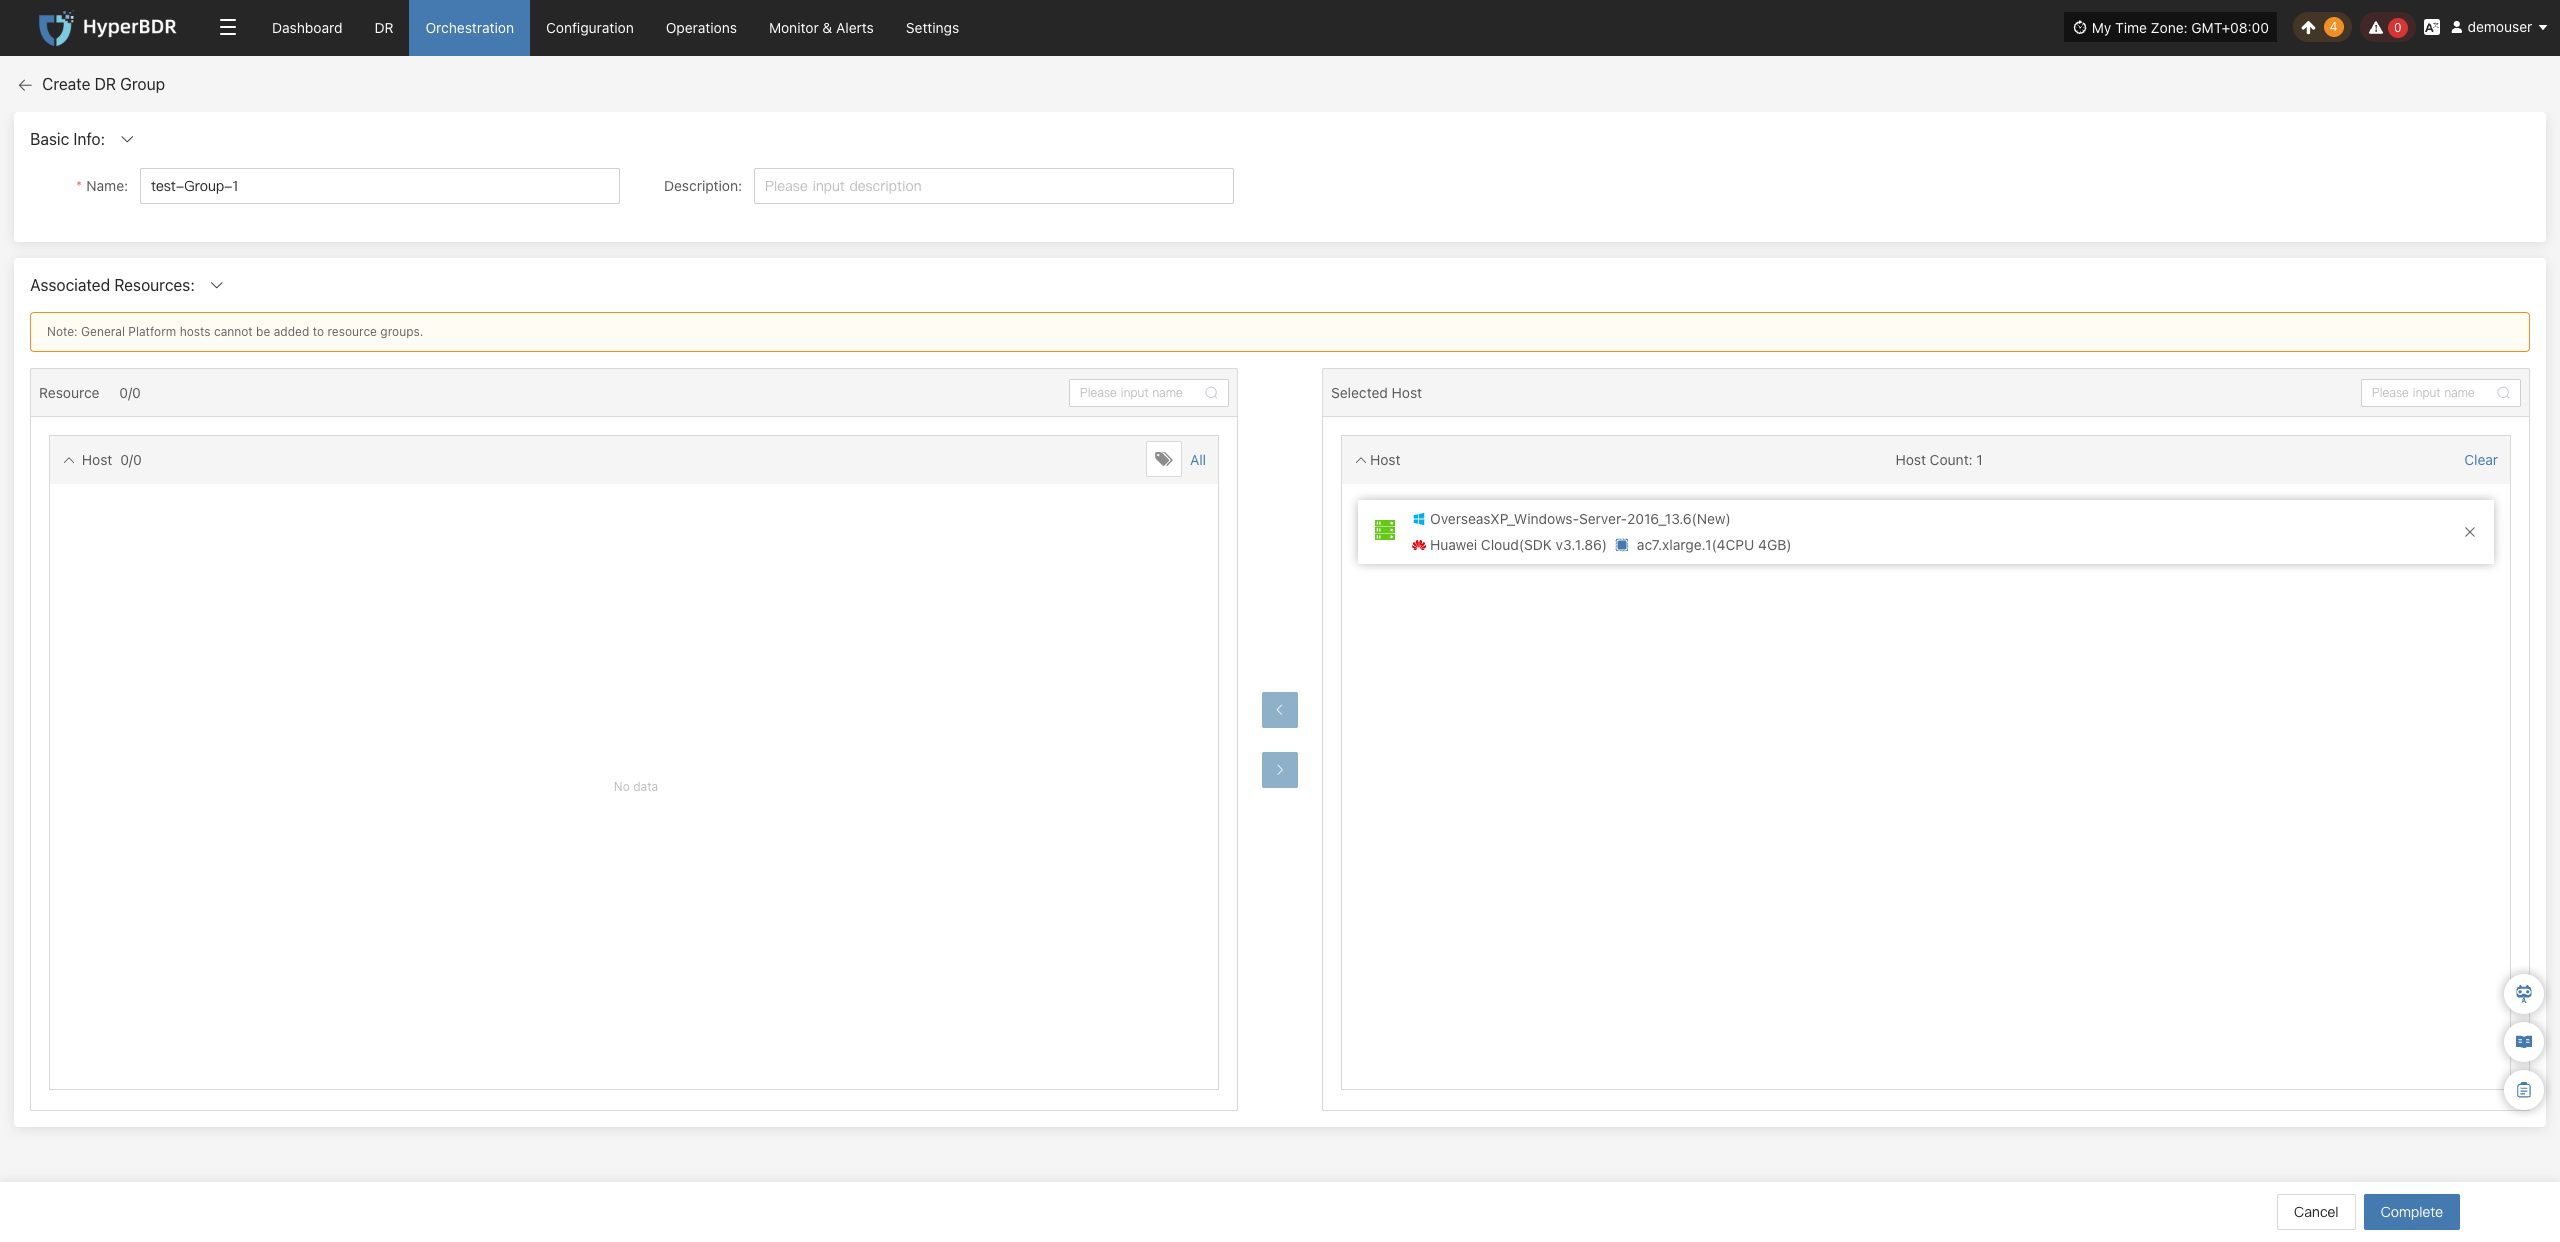 HyperBDR
Dashboard
DR
Orchestration
Configuration
Operations
Monitor & Alerts
Settings
My Time Zone: GMT+08:00
4
0
demouser
Create DR Group
Basic Info:
* Name:
test-Group-1
Description:
Please input description
Associated Resources:
Note: General Platform hosts cannot be added to resource groups.
Resource 0/0
Please input name
Host 0/0
All
No data
Selected Host
Please input name
Host
Host Count: 1
Clear
OverseasXP_Windows-Server-2016_13.6(New)
Huawei Cloud(SDK v3.1.86) ac7.xlarge.1(4CPU 4GB)
Cancel
Complete